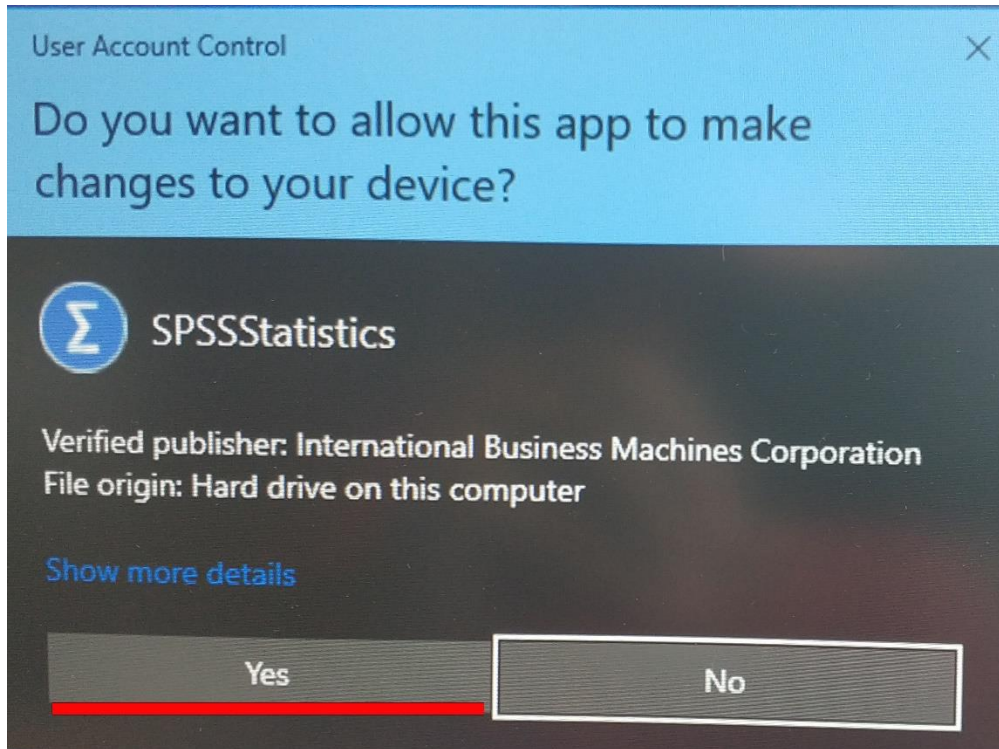 User Account Control
Do you want to allow this app to make
changes to your device?
Σ
SPSSStatistics
Verified publisher: International Business Machines Corporation
File origin: Hard drive on this computer
Show more details
Yes
No